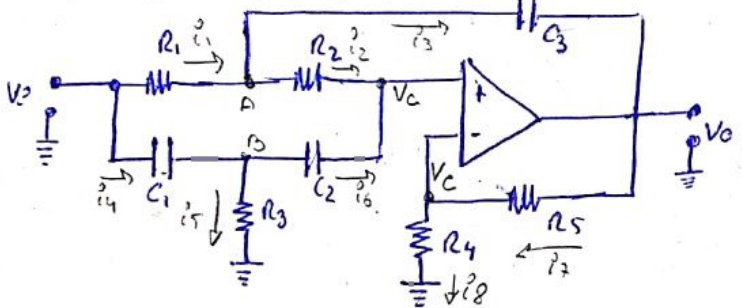 i₃
C₃
R₁ i₁ R₂ i₂
A
Vc
+
-
Vo
B
i₄ C₁ i₅ R₃ C₂ i₆
Vc
R₅
R₄ i₇
i₈